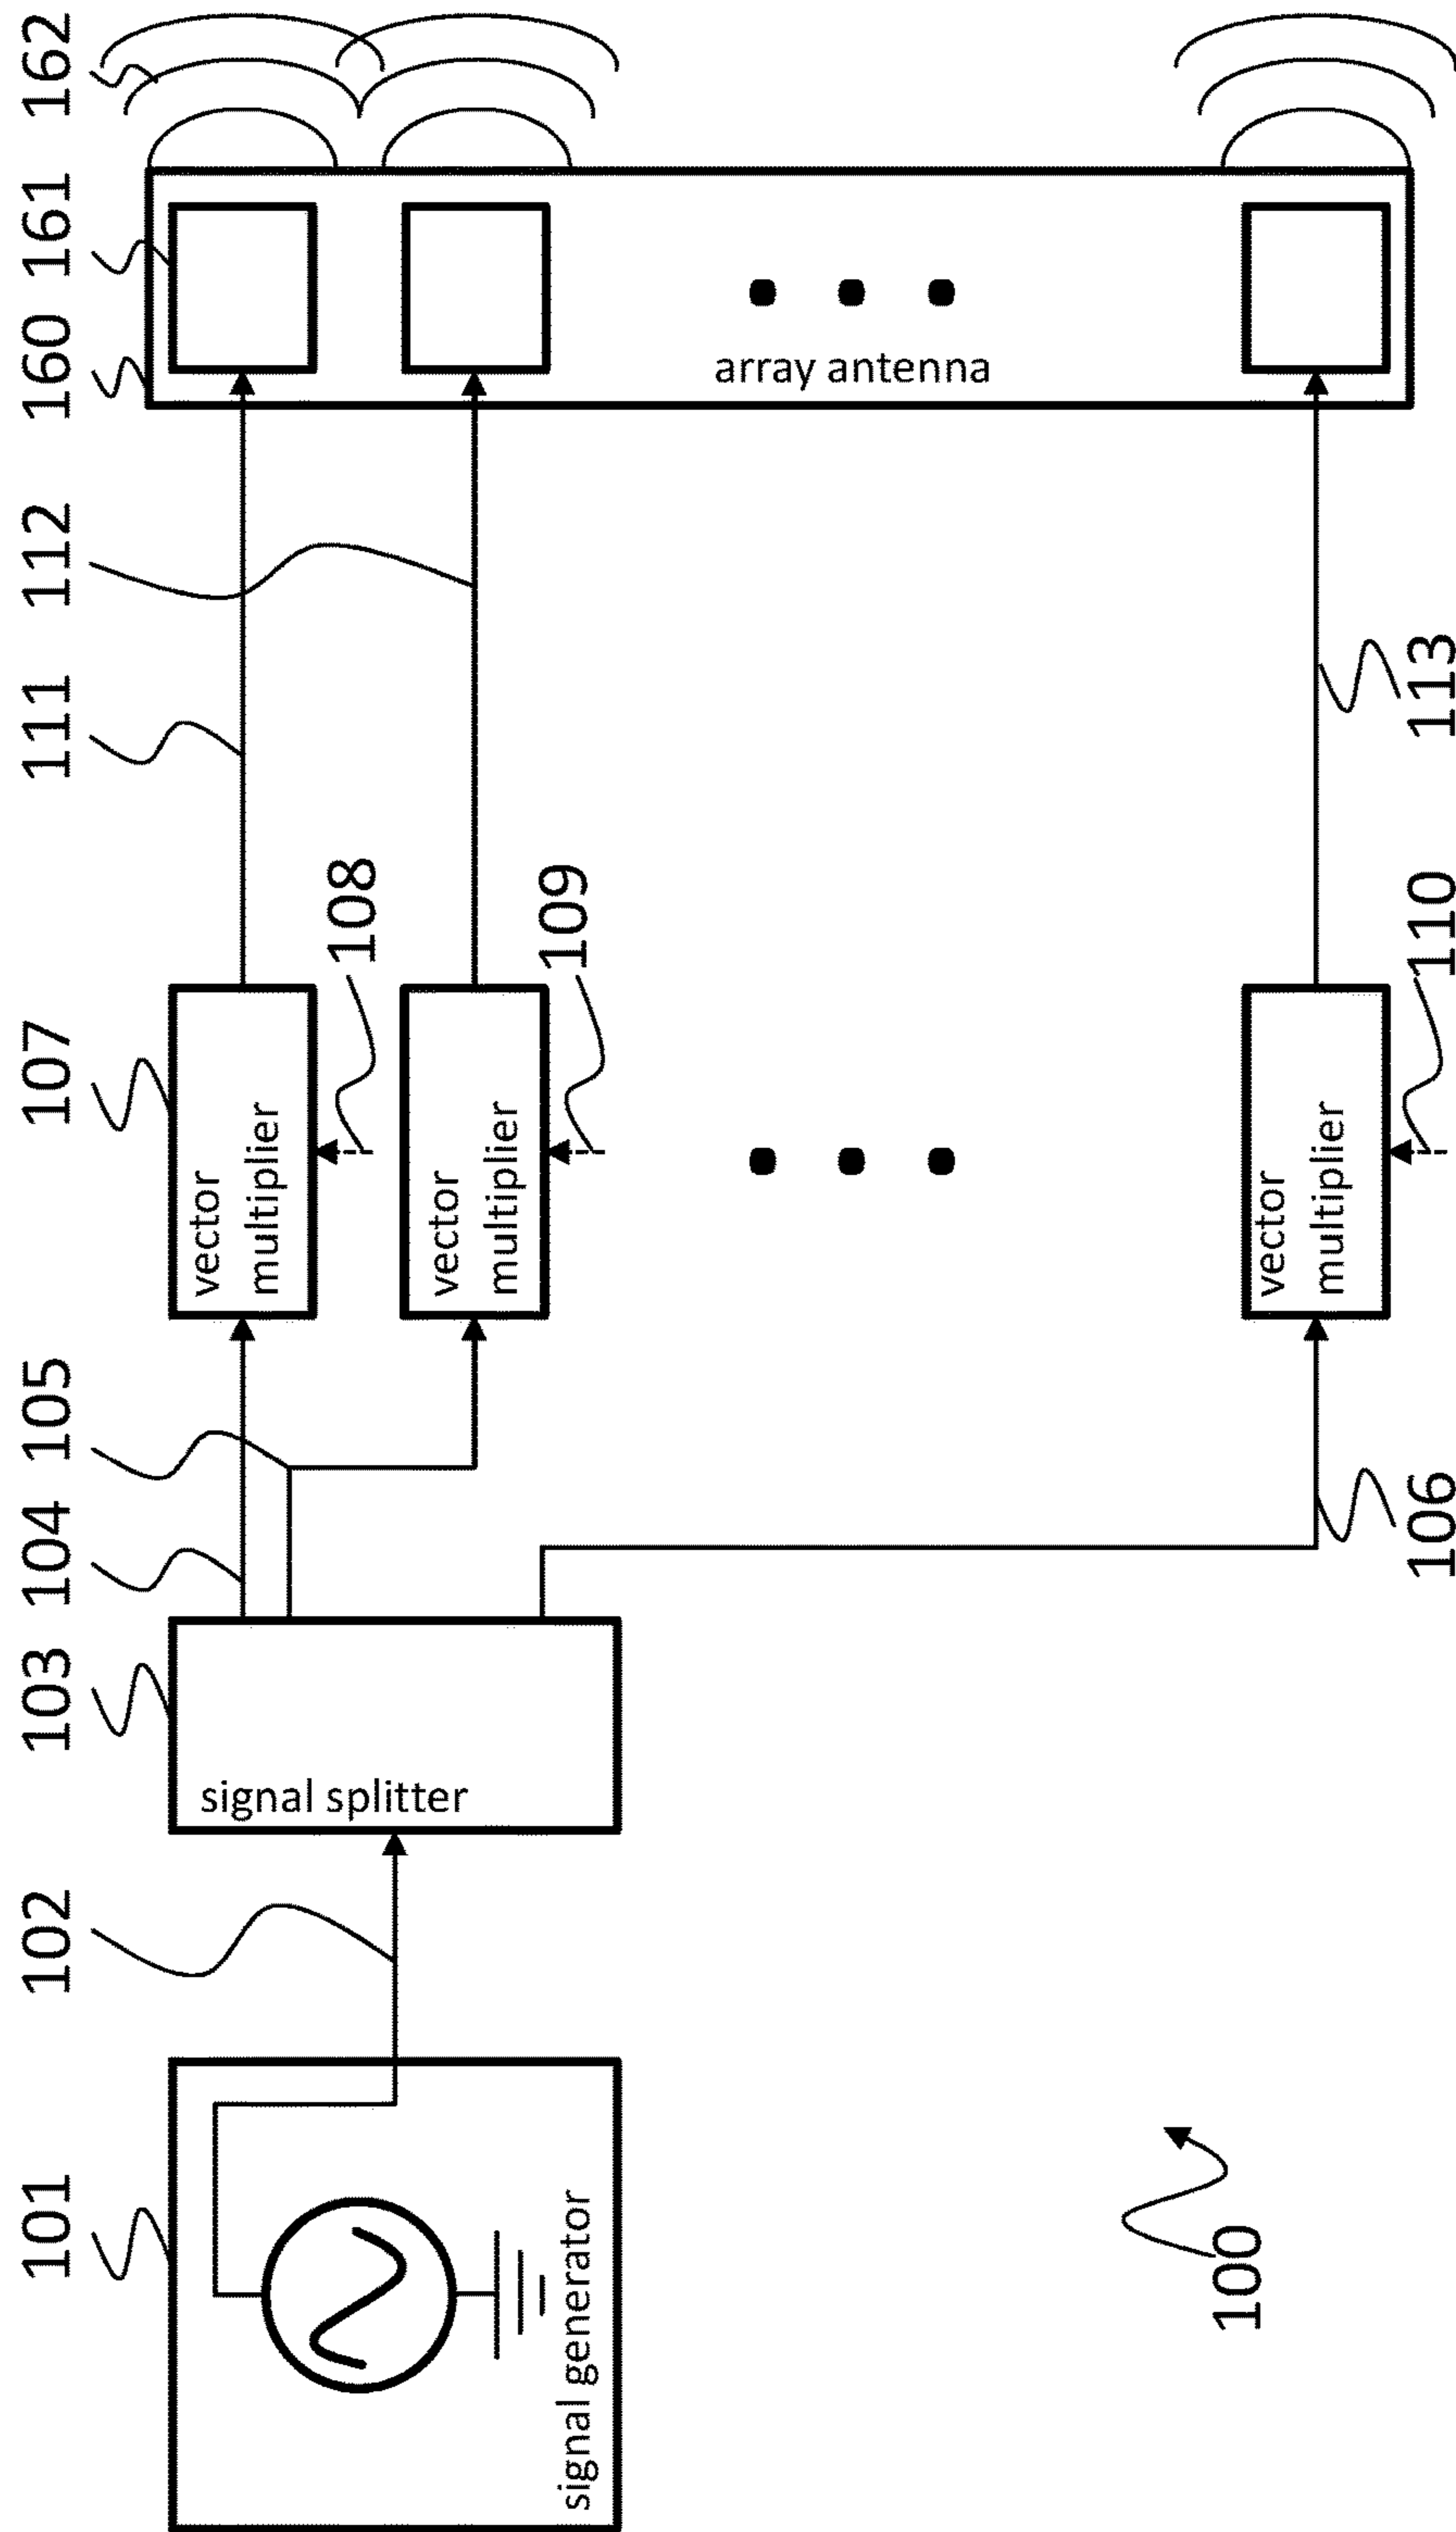 101
102
103
104
105
107
111
112
160
161
162
signal generator
signal splitter
vector
multiplier
108
vector
multiplier
109
array antenna
vector
multiplier
100
106
110
113